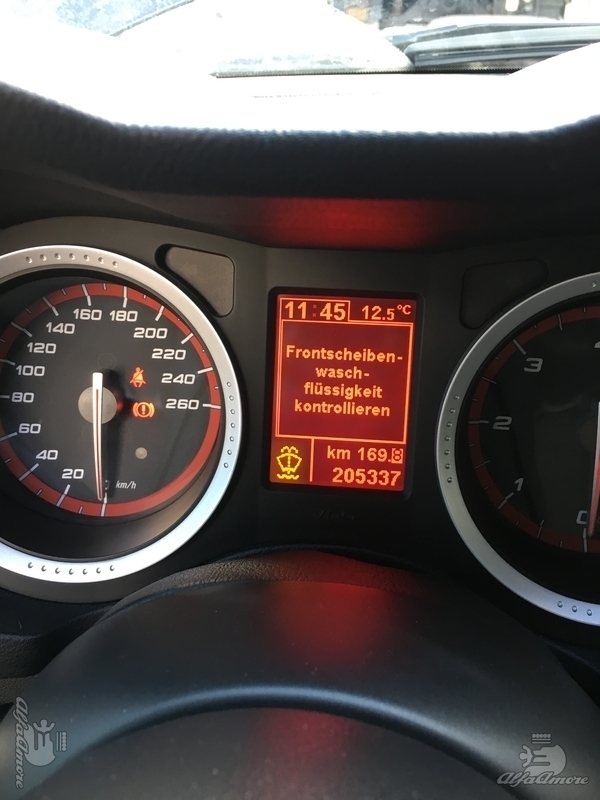 11:45 12.5°C
Frontscheiben-
wasch-
flüssigkeit
kontrollieren
km 169.8
205337
20
40
60
80
100
120
140
160
180
200
220
240
260
km/h
0
1
2
3
AlfaAmore
AlfaAmore